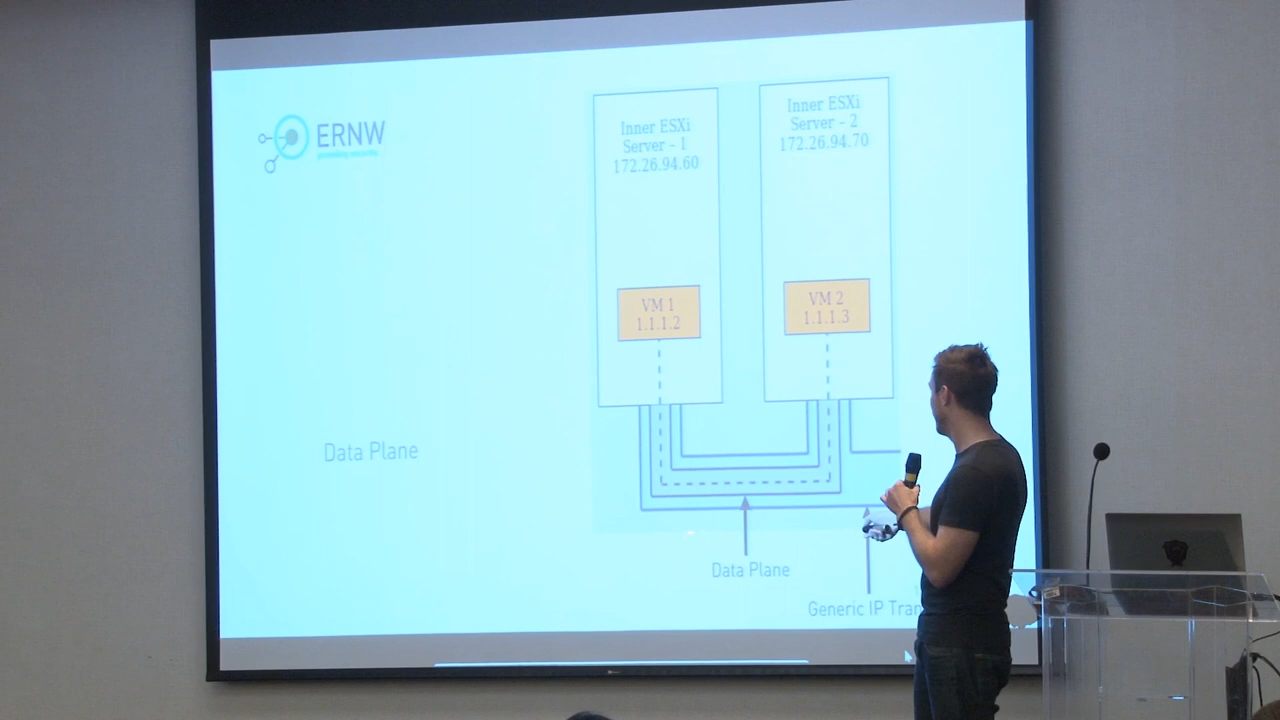 ERNW
Inner ESXi
Server - 1
172.26.94.60
Inner ESXi
Server - 2
172.26.94.70
VM 1
1.1.1.2
VM 2
1.1.1.3
Data Plane
Data Plane
Generic IP Tran